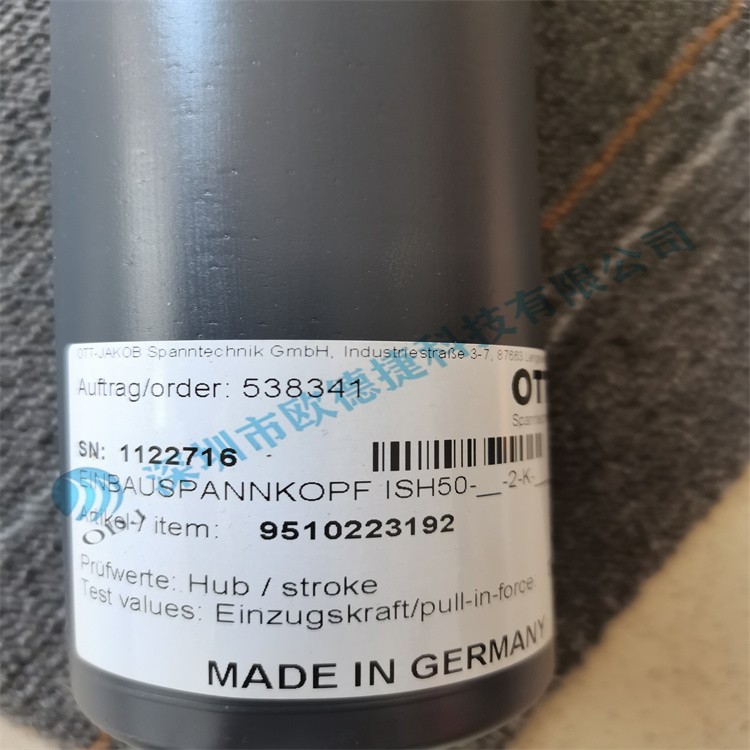 OTT-JAKOB Spanntechnik GmbH, Industriestraße 3-7, 87663
Auftrag/order: 538341
OTT
SN: 1122716
EINBAUSPANNKOPF ISH50-__-2-K-_
Artikel-/ item: 9510223192
Prüfwerte: Hub / stroke
Test values: Einzugskraft/pull-in-force
MADE IN GERMANY
深圳市欧德捷科技有限公司